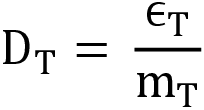 D_T = ϵ_T / m_T